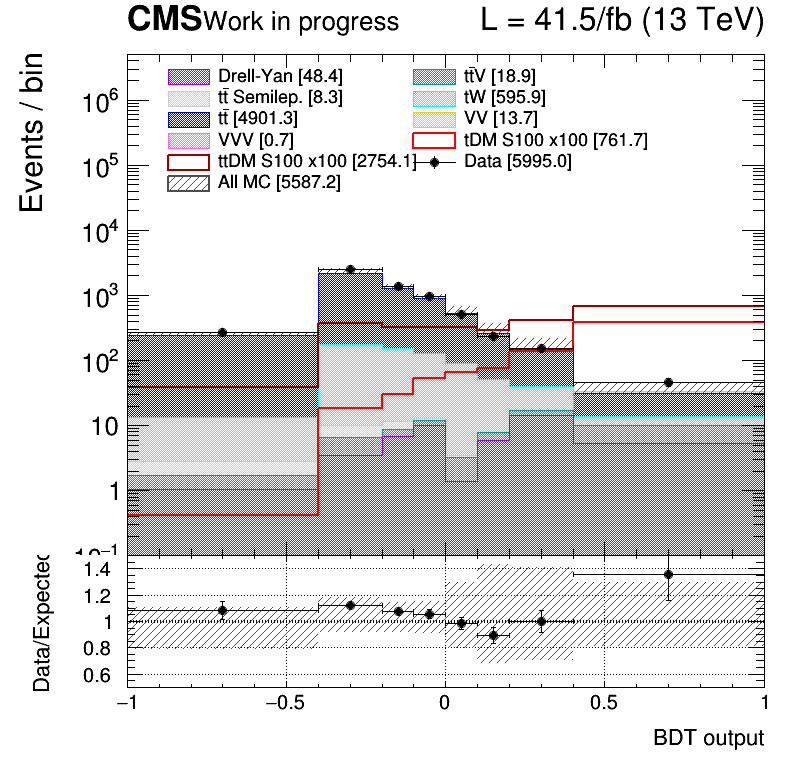 CMS Work in progress L = 41.5/fb (13 TeV)
Events / bin
Drell-Yan [48.4] tt̄V [18.9]
tt̄ Semilep. [8.3] tW [595.9]
tt̄ [4901.3] VV [13.7]
VVV [0.7] tDM S100 x100 [761.7]
ttDM S100 x100 [2754.1] Data [5995.0]
All MC [5587.2]
10⁶
10⁵
10⁴
10³
10²
10
1
10⁻¹
Data/Expected
1.4
1.2
1
0.8
0.6
−1 −0.5 0 0.5 1
BDT output